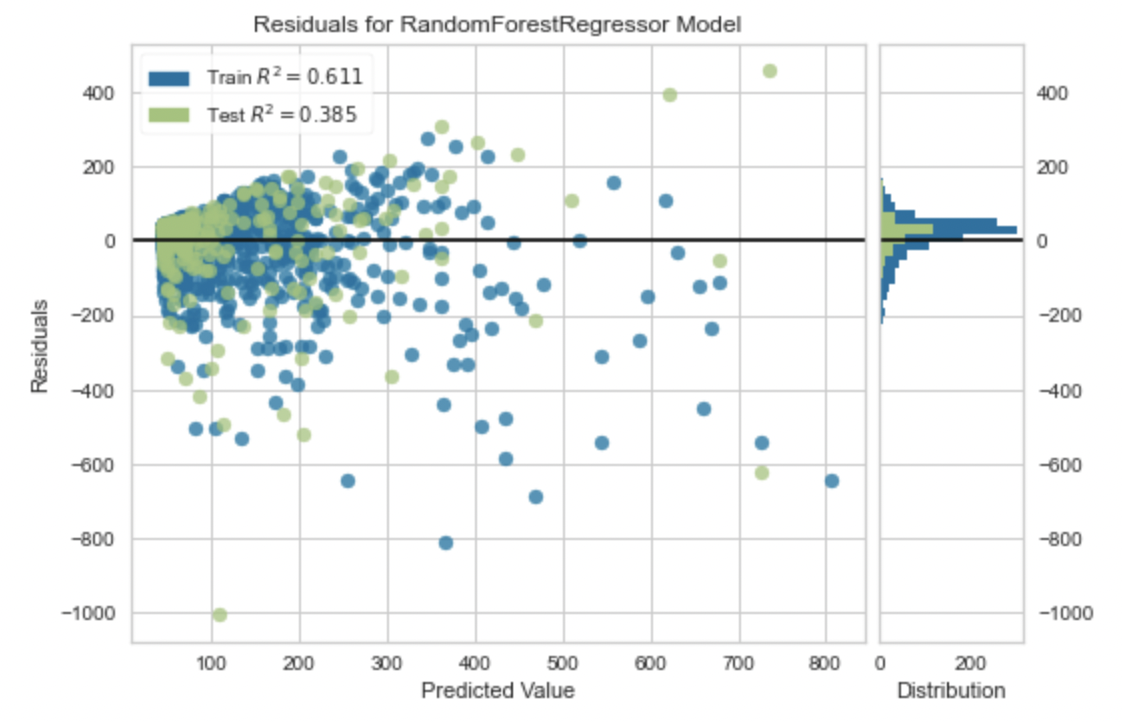 Residuals for RandomForestRegressor Model
Train R² = 0.611
Test R² = 0.385
Residuals
400
200
0
−200
−400
−600
−800
−1000
400
200
0
−200
−400
−600
−800
−1000
100 200 300 400 500 600 700 800
0 200
Predicted Value
Distribution